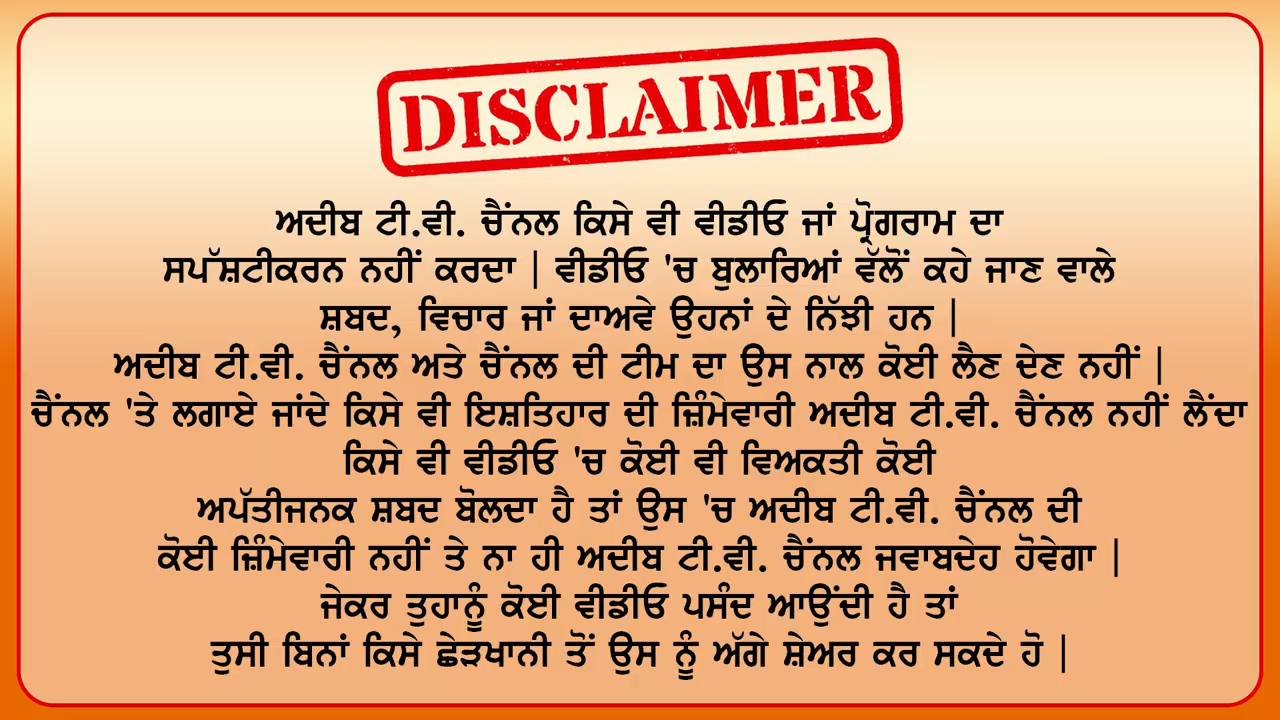 DISCLAIMER
ਅਦੀਬ ਟੀ.ਵੀ. ਚੈਂਨਲ ਕਿਸੇ ਵੀ ਵੀਡੀਓ ਜਾਂ ਪ੍ਰੋਗਰਾਮ ਦਾ
ਸਪੱਸ਼ਟੀਕਰਨ ਨਹੀਂ ਕਰਦਾ | ਵੀਡੀਓ 'ਚ ਬੁਲਾਰਿਆਂ ਵੱਲੋਂ ਕਹੇ ਜਾਣ ਵਾਲੇ
ਸ਼ਬਦ, ਵਿਚਾਰ ਜਾਂ ਦਾਅਵੇ ਉਹਨਾਂ ਦੇ ਨਿੱਝੀ ਹਨ |
ਅਦੀਬ ਟੀ.ਵੀ. ਚੈਂਨਲ ਅਤੇ ਚੈਂਨਲ ਦੀ ਟੀਮ ਦਾ ਉਸ ਨਾਲ ਕੋਈ ਲੈਣ ਦੇਣ ਨਹੀਂ |
ਚੈਂਨਲ 'ਤੇ ਲਗਾਏ ਜਾਂਦੇ ਕਿਸੇ ਵੀ ਇਸ਼ਤਿਹਾਰ ਦੀ ਜ਼ਿੰਮੇਵਾਰੀ ਅਦੀਬ ਟੀ.ਵੀ. ਚੈਂਨਲ ਨਹੀਂ ਲੈਂਦਾ
ਕਿਸੇ ਵੀ ਵੀਡੀਓ 'ਚ ਕੋਈ ਵੀ ਵਿਅਕਤੀ ਕੋਈ
ਅਪੱਤੀਜਨਕ ਸ਼ਬਦ ਬੋਲਦਾ ਹੈ ਤਾਂ ਉਸ 'ਚ ਅਦੀਬ ਟੀ.ਵੀ. ਚੈਂਨਲ ਦੀ
ਕੋਈ ਜ਼ਿੰਮੇਵਾਰੀ ਨਹੀਂ ਤੇ ਨਾ ਹੀ ਅਦੀਬ ਟੀ.ਵੀ. ਚੈਂਨਲ ਜਵਾਬਦੇਹ ਹੋਵੇਗਾ |
ਜੇਕਰ ਤੁਹਾਨੂੰ ਕੋਈ ਵੀਡੀਓ ਪਸੰਦ ਆਉਂਦੀ ਹੈ ਤਾਂ
ਤੁਸੀ ਬਿਨਾਂ ਕਿਸੇ ਛੇੜਖਾਨੀ ਤੋਂ ਉਸ ਨੂੰ ਅੱਗੇ ਸ਼ੇਅਰ ਕਰ ਸਕਦੇ ਹੋ |